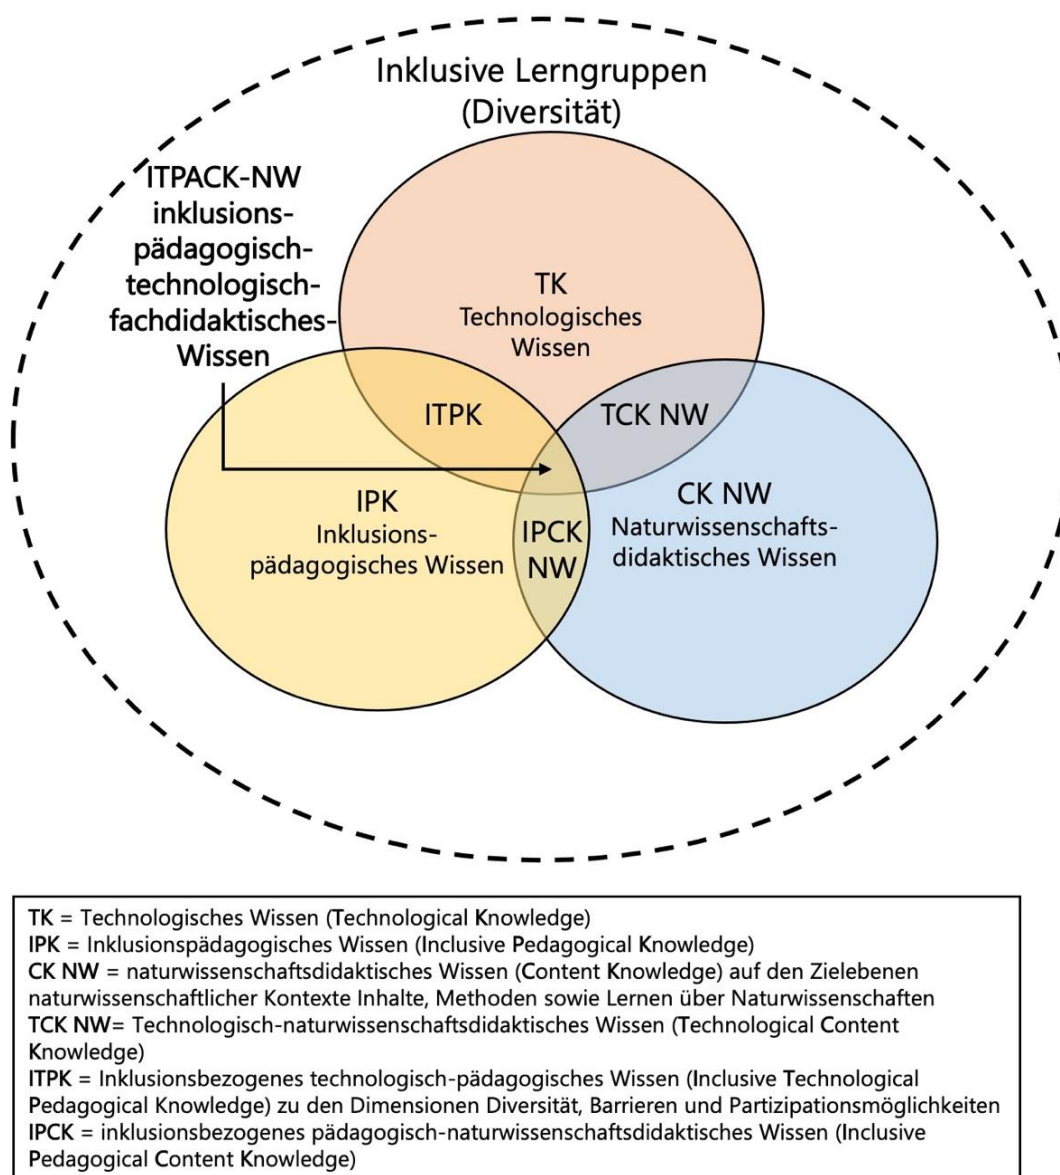 Inklusive Lerngruppen
(Diversität)
ITPACK-NW
inklusions-
pädagogisch-
technologisch-
fachdidaktisches-
Wissen
TK
Technologisches
Wissen
ITPK
TCK NW
IPK
Inklusions-
pädagogisches Wissen
IPCK
NW
CK NW
Naturwissenschafts-
didaktisches Wissen
TK = Technologisches Wissen (Technological Knowledge)
IPK = Inklusionspädagogisches Wissen (Inclusive Pedagogical Knowledge)
CK NW = naturwissenschaftsdidaktisches Wissen (Content Knowledge) auf den Zielebenen
naturwissenschaftlicher Kontexte Inhalte, Methoden sowie Lernen über Naturwissenschaften
TCK NW= Technologisch-naturwissenschaftsdidaktisches Wissen (Technological Content
Knowledge)
ITPK = Inklusionsbezogenes technologisch-pädagogisches Wissen (Inclusive Technological
Pedagogical Knowledge) zu den Dimensionen Diversität, Barrieren und Partizipationsmöglichkeiten
IPCK = inklusionsbezogenes pädagogisch-naturwissenschaftsdidaktisches Wissen (Inclusive
Pedagogical Content Knowledge)